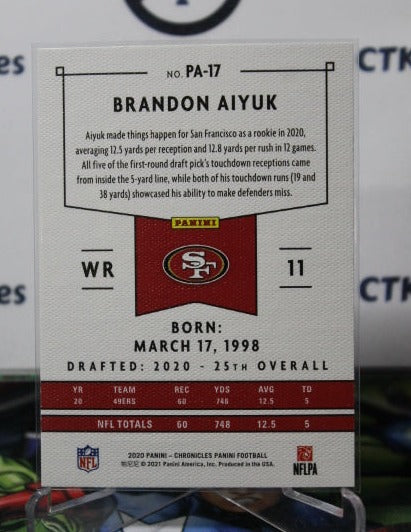 ies
CTK
NO. PA-17
BRANDON AIYUK
Aiyuk made things happen for San Francisco as a rookie in 2020,
averaging 12.5 yards per reception and 12.8 yards per rush in 12 games.
All five of the first-round draft pick's touchdown receptions came
from inside the 5-yard line, while both of his touchdown runs (19 and
38 yards) showcased his ability to make defenders miss.
PANINI
WR
SF
11
ies
CTK
BORN:
MARCH 17, 1998
DRAFTED: 2020 - 25TH OVERALL
YR TEAM REC YDS AVG TD
20 49ERS 60 748 12.5 5
NFL TOTALS 60 748 12.5 5
2020 PANINI – CHRONICLES PANINI FOOTBALL
© 2021 Panini America, Inc. Produced in the USA.
NFL
NFLPA